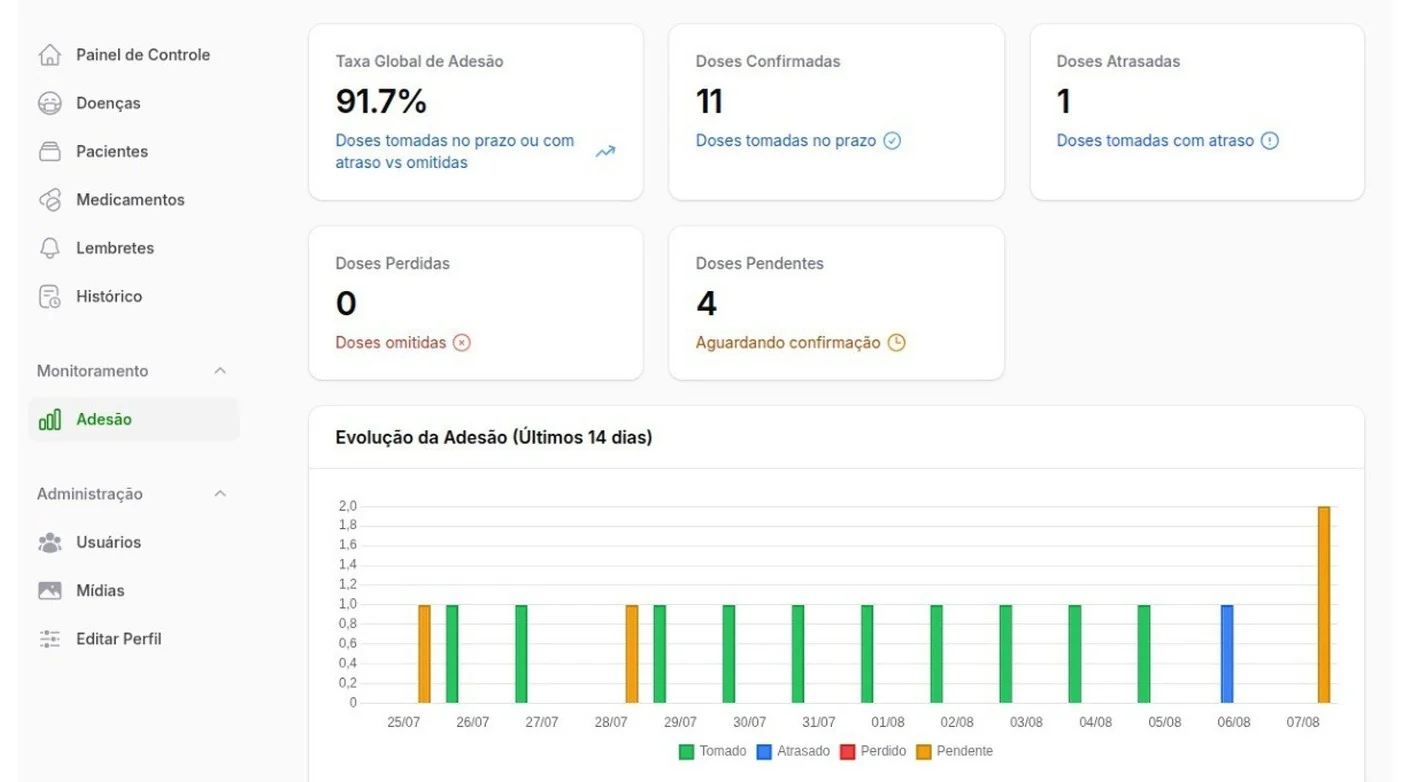 Painel de Controle
Doenças
Pacientes
Medicamentos
Lembretes
Histórico
Monitoramento
Adesão
Administração
Usuários
Mídias
Editar Perfil
Taxa Global de Adesão
91.7%
Doses tomadas no prazo ou com
atraso vs omitidas
Doses Confirmadas
11
Doses tomadas no prazo
Doses Atrasadas
1
Doses tomadas com atraso
Doses Perdidas
0
Doses omitidas
Doses Pendentes
4
Aguardando confirmação
Evolução da Adesão (Últimos 14 dias)
2,0
1,8
1,6
1,4
1,2
1,0
0,8
0,6
0,4
0,2
0
25/07 26/07 27/07 28/07 29/07 30/07 31/07 01/08 02/08 03/08 04/08 05/08 06/08 07/08
Tomado Atrasado Perdido Pendente